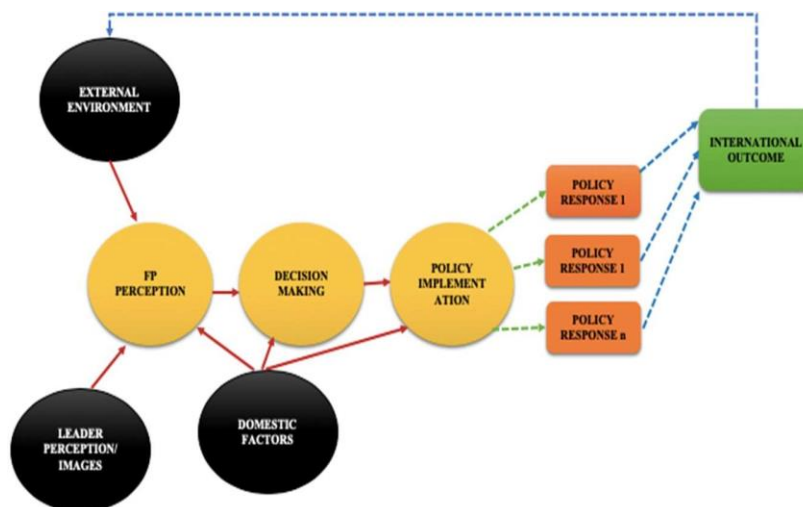 EXTERNAL
ENVIRONMENT
INTERNATIONAL
OUTCOME
POLICY
RESPONSE 1
FP
PERCEPTION
DECISION
MAKING
POLICY
IMPLEMENT
ATION
POLICY
RESPONSE 1
POLICY
RESPONSE n
LEADER
PERCEPTION/
IMAGES
DOMESTIC
FACTORS